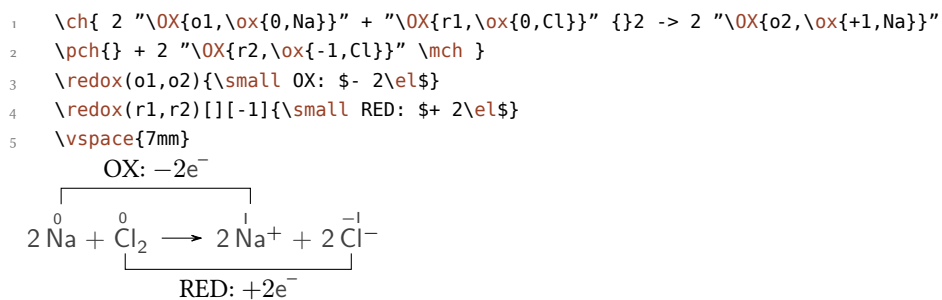 1 \ch{ 2 "\OX{o1,\ox{0,Na}}" + "\OX{r1,\ox{0,Cl}}" {}2 -> 2 "\OX{o2,\ox{+1,Na}}"
2 \pch{} + 2 "\OX{r2,\ox{-1,Cl}}" \mch }
3 \redox(o1,o2){\small OX: $- 2\el$}
4 \redox(r1,r2)[][-1]{\small RED: $+ 2\el$}
5 \vspace{7mm}
OX: −2e⁻
0 0 I −I
2 Na + Cl₂ ⟶ 2 Na⁺ + 2 Cl⁻
RED: +2e⁻